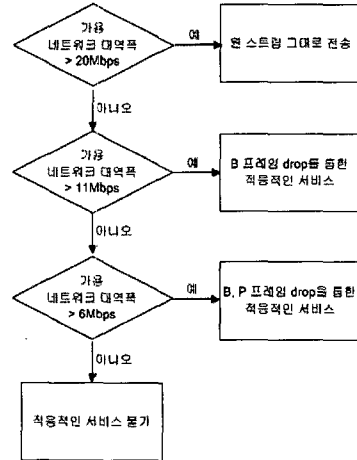 가용
네트워크 대역폭
> 20Mbps
예
원 스트림 그대로 전송
아니오
가용
네트워크 대역폭
> 11Mbps
예
B 프레임 drop를 통한
적응적인 서비스
아니오
가용
네트워크 대역폭
> 6Mbps
예
B, P 프레임 drop을 통한
적응적인 서비스
아니오
적응적인 서비스 불가